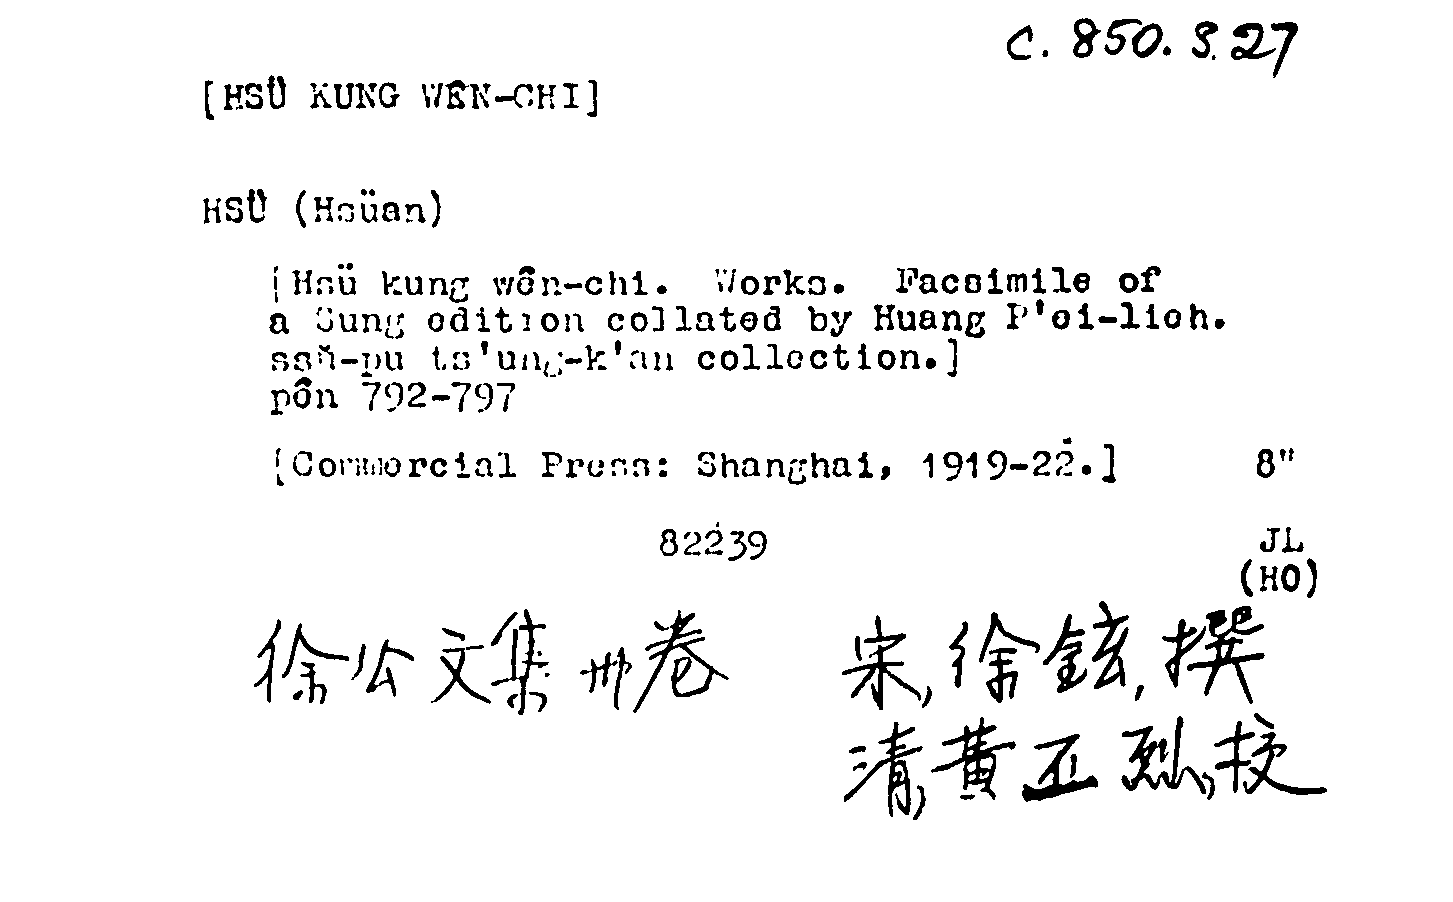 C.850.S.27
[HSÜ KUNG WÊN-CHI]
HSÜ (Hsüan)
[Hsü kung wên-chi. Works. Facsimile of
a Sung edition collated by Huang P'ei-lieh.
ssŭ-pu ts'ung-k'an collection.]
pên 792-797
[Commercial Press: Shanghai, 1919-22.] 8"
82239 JL
(HO)
徐公文集卅卷 宋,徐鉉,撰
清,黃丕烈,校